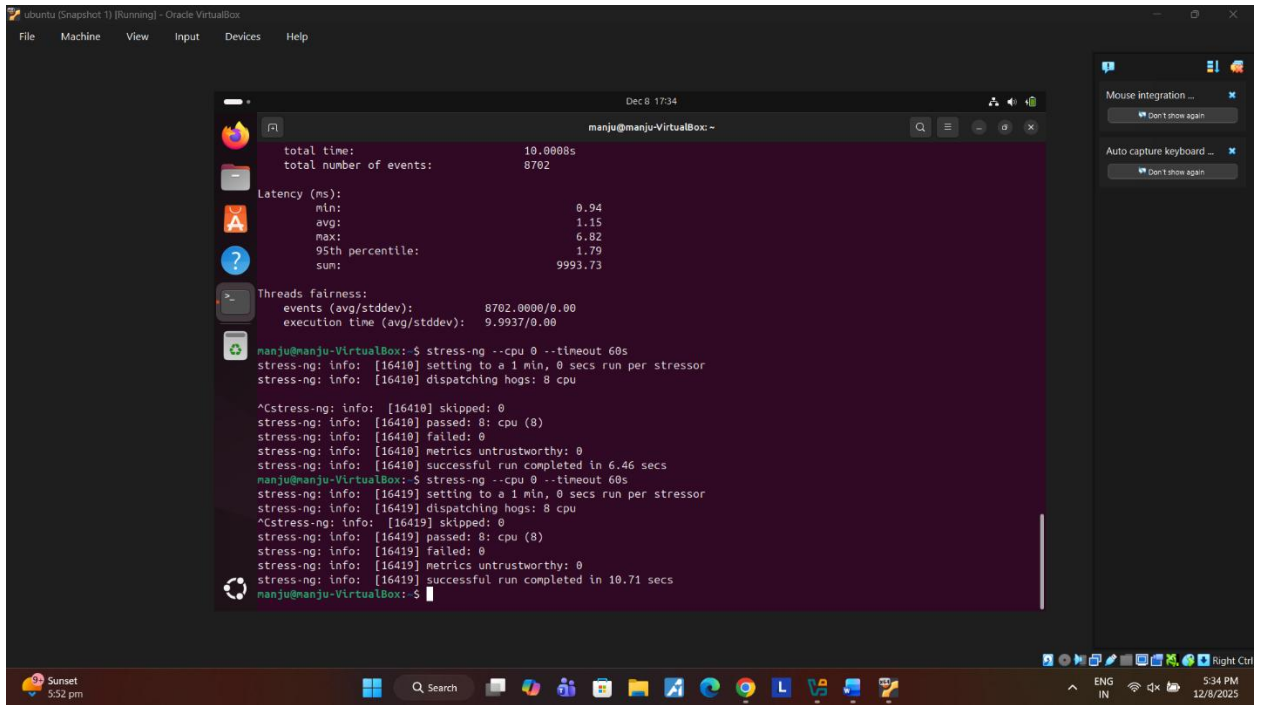 ubuntu (Snapshot 1) [Running] - Oracle VirtualBox
File Machine View Input Devices Help
Mouse integration ...
Don't show again
Auto capture keyboard ...
Don't show again
Dec 8 17:34
manju@manju-VirtualBox: ~
total time: 10.0008s
total number of events: 8702
Latency (ms):
min: 0.94
avg: 1.15
max: 6.82
95th percentile: 1.79
sum: 9993.73
Threads fairness:
events (avg/stddev): 8702.0000/0.00
execution time (avg/stddev): 9.9937/0.00
manju@manju-VirtualBox:~$ stress-ng --cpu 0 --timeout 60s
stress-ng: info: [16410] setting to a 1 min, 0 secs run per stressor
stress-ng: info: [16410] dispatching hogs: 8 cpu
^Cstress-ng: info: [16410] skipped: 0
stress-ng: info: [16410] passed: 8: cpu (8)
stress-ng: info: [16410] failed: 0
stress-ng: info: [16410] metrics untrustworthy: 0
stress-ng: info: [16410] successful run completed in 6.46 secs
manju@manju-VirtualBox:~$ stress-ng --cpu 0 --timeout 60s
stress-ng: info: [16419] setting to a 1 min, 0 secs run per stressor
stress-ng: info: [16419] dispatching hogs: 8 cpu
^Cstress-ng: info: [16419] skipped: 0
stress-ng: info: [16419] passed: 8: cpu (8)
stress-ng: info: [16419] failed: 0
stress-ng: info: [16419] metrics untrustworthy: 0
stress-ng: info: [16419] successful run completed in 10.71 secs
manju@manju-VirtualBox:~$
Right Ctrl
9+
Sunset
5:52 pm
Search
ENG
IN
5:34 PM
12/8/2025